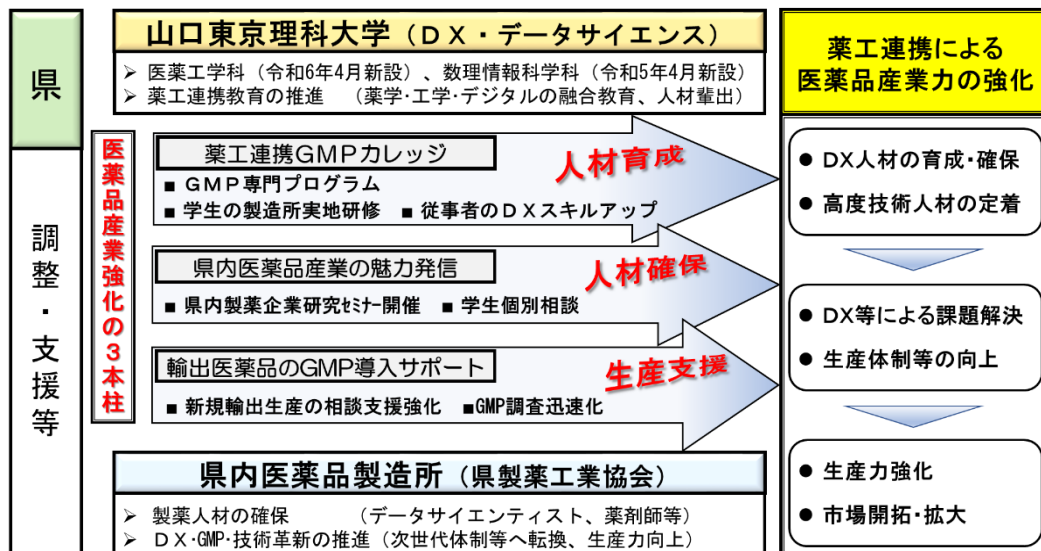 県
調整・支援等
山口東京理科大学（ＤＸ・データサイエンス）
➢ 医薬工学科（令和6年4月新設）、数理情報科学科（令和5年4月新設）
➢ 薬工連携教育の推進　（薬学・工学・デジタルの融合教育、人材輩出）
医薬品産業強化の３本柱
薬工連携ＧＭＰカレッジ
■ ＧＭＰ専門プログラム
■ 学生の製造所実地研修　■ 従事者のＤＸスキルアップ
人材育成
県内医薬品産業の魅力発信
■ 県内製薬企業研究ｾﾐﾅｰ開催　■ 学生個別相談
人材確保
輸出医薬品のGMP導入サポート
■ 新規輸出生産の相談支援強化　■GMP調査迅速化
生産支援
県内医薬品製造所（県製薬工業協会）
➢ 製薬人材の確保　　　（データサイエンティスト、薬剤師等）
➢ ＤＸ・GMP・技術革新の推進（次世代体制等へ転換、生産力向上）
薬工連携による
医薬品産業力の強化
● DX人材の育成・確保
● 高度技術人材の定着
● DX等による課題解決
● 生産体制等の向上
● 生産力強化
● 市場開拓・拡大